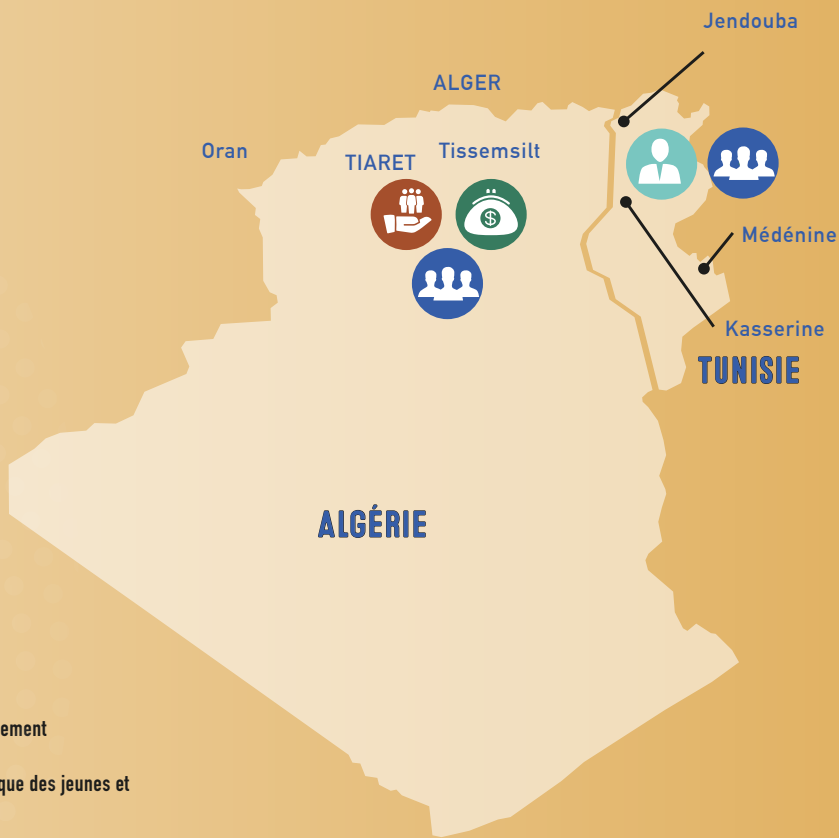 Jendouba
ALGER
Oran
TIARET
Tissemsilt
$
Médénine
Kasserine
TUNISIE
ALGÉRIE
ement
que des jeunes et